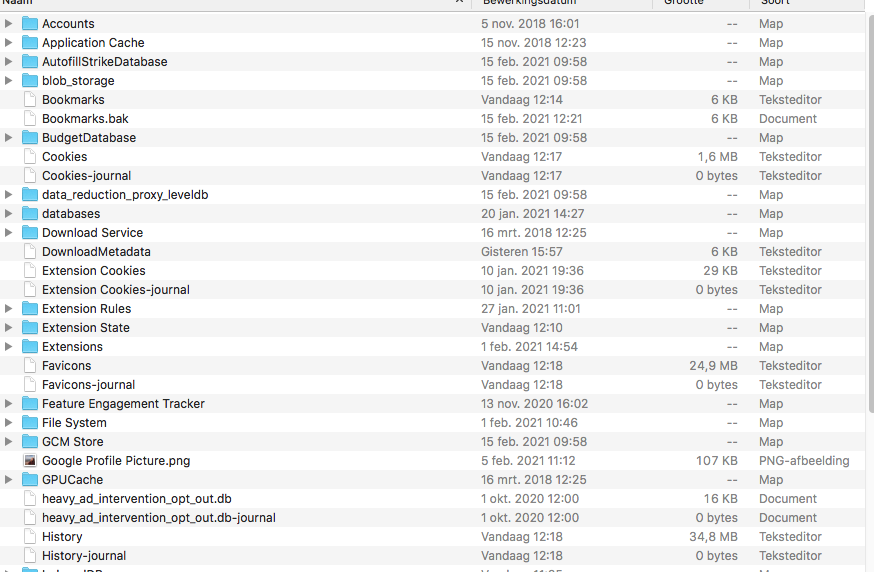 Naam Bewerkingsdatum Grootte Soort
Accounts 5 nov. 2018 16:01 -- Map
Application Cache 15 nov. 2018 12:23 -- Map
AutofillStrikeDatabase 15 feb. 2021 09:58 -- Map
blob_storage 15 feb. 2021 09:58 -- Map
Bookmarks Vandaag 12:14 6 KB Teksteditor
Bookmarks.bak 15 feb. 2021 12:21 6 KB Document
BudgetDatabase 15 feb. 2021 09:58 -- Map
Cookies Vandaag 12:17 1,6 MB Teksteditor
Cookies-journal Vandaag 12:17 0 bytes Teksteditor
data_reduction_proxy_leveldb 15 feb. 2021 09:58 -- Map
databases 20 jan. 2021 14:27 -- Map
Download Service 16 mrt. 2018 12:25 -- Map
DownloadMetadata Gisteren 15:57 6 KB Teksteditor
Extension Cookies 10 jan. 2021 19:36 29 KB Teksteditor
Extension Cookies-journal 10 jan. 2021 19:36 0 bytes Teksteditor
Extension Rules 27 jan. 2021 11:01 -- Map
Extension State Vandaag 12:10 -- Map
Extensions 1 feb. 2021 14:54 -- Map
Favicons Vandaag 12:18 24,9 MB Teksteditor
Favicons-journal Vandaag 12:18 0 bytes Teksteditor
Feature Engagement Tracker 13 nov. 2020 16:02 -- Map
File System 1 feb. 2021 10:46 -- Map
GCM Store 15 feb. 2021 09:58 -- Map
Google Profile Picture.png 5 feb. 2021 11:12 107 KB PNG-afbeelding
GPUCache 16 mrt. 2018 12:25 -- Map
heavy_ad_intervention_opt_out.db 1 okt. 2020 12:00 16 KB Document
heavy_ad_intervention_opt_out.db-journal 1 okt. 2020 12:00 0 bytes Document
History Vandaag 12:18 34,8 MB Teksteditor
History-journal Vandaag 12:18 0 bytes Teksteditor